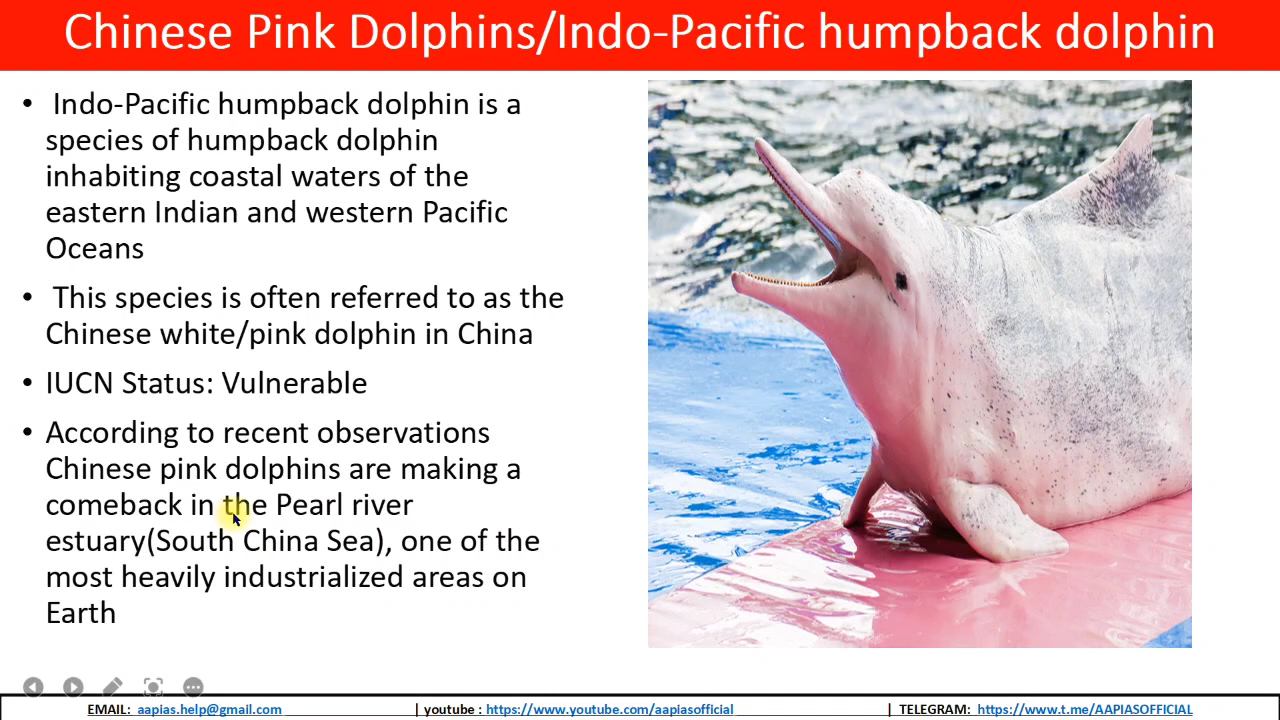 Chinese Pink Dolphins/Indo-Pacific humpback dolphin
• Indo-Pacific humpback dolphin is a
species of humpback dolphin
inhabiting coastal waters of the
eastern Indian and western Pacific
Oceans
• This species is often referred to as the
Chinese white/pink dolphin in China
• IUCN Status: Vulnerable
• According to recent observations
Chinese pink dolphins are making a
comeback in the Pearl river
estuary(South China Sea), one of the
most heavily industrialized areas on
Earth
EMAIL: aapias.help@gmail.com | youtube : https://www.youtube.com/aapiasofficial | TELEGRAM: https://www.t.me/AAPIASOFFICIAL